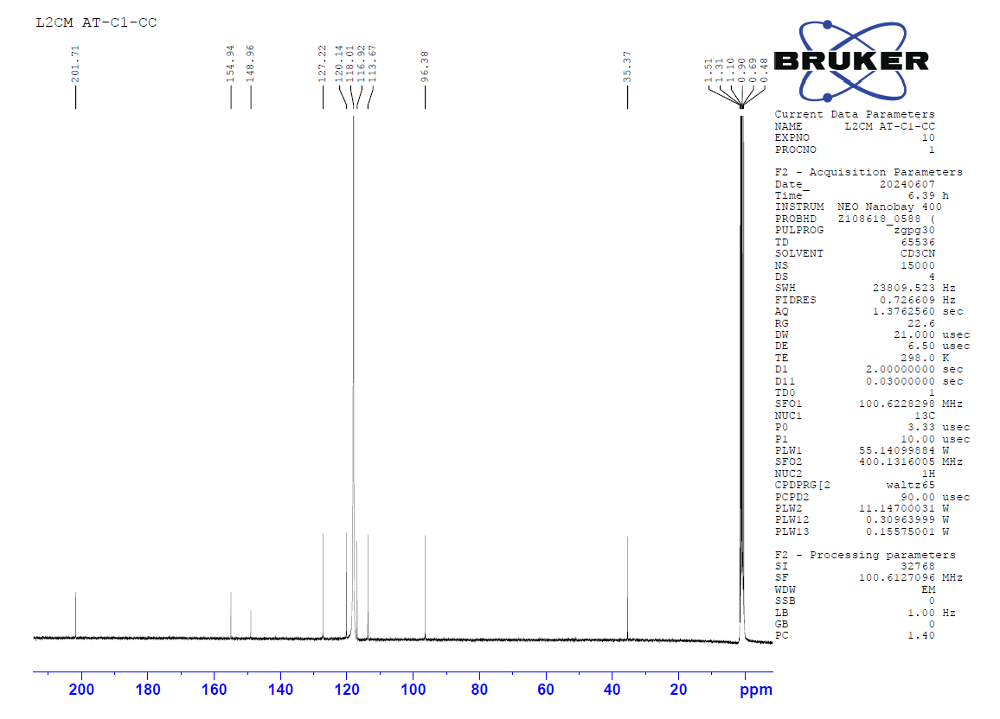 L2CM AT-C1-CC
201.71
154.94
148.96
127.22
120.14
118.01
116.92
113.67
96.38
35.37
1.51
1.31
1.10
0.90
0.69
0.48
BRUKER
Current Data Parameters
NAME L2CM AT-C1-CC
EXPNO 10
PROCNO 1
F2 - Acquisition Parameters
Date_ 20240607
Time 6.39 h
INSTRUM NEO Nanobay 400
PROBHD Z108618_0588 (
PULPROG zgpg30
TD 65536
SOLVENT CD3CN
NS 15000
DS 4
SWH 23809.523 Hz
FIDRES 0.726609 Hz
AQ 1.3762560 sec
RG 22.6
DW 21.000 usec
DE 6.50 usec
TE 298.0 K
D1 2.00000000 sec
D11 0.03000000 sec
TD0 1
SFO1 100.6228298 MHz
NUC1 13C
P0 3.33 usec
P1 10.00 usec
PLW1 55.14099884 W
SFO2 400.1316005 MHz
NUC2 1H
CPDPRG[2 waltz65
PCPD2 90.00 usec
PLW2 11.14700031 W
PLW12 0.30963999 W
PLW13 0.15575001 W
F2 - Processing parameters
SI 32768
SF 100.6127096 MHz
WDW EM
SSB 0
LB 1.00 Hz
GB 0
PC 1.40
200 180 160 140 120 100 80 60 40 20 ppm